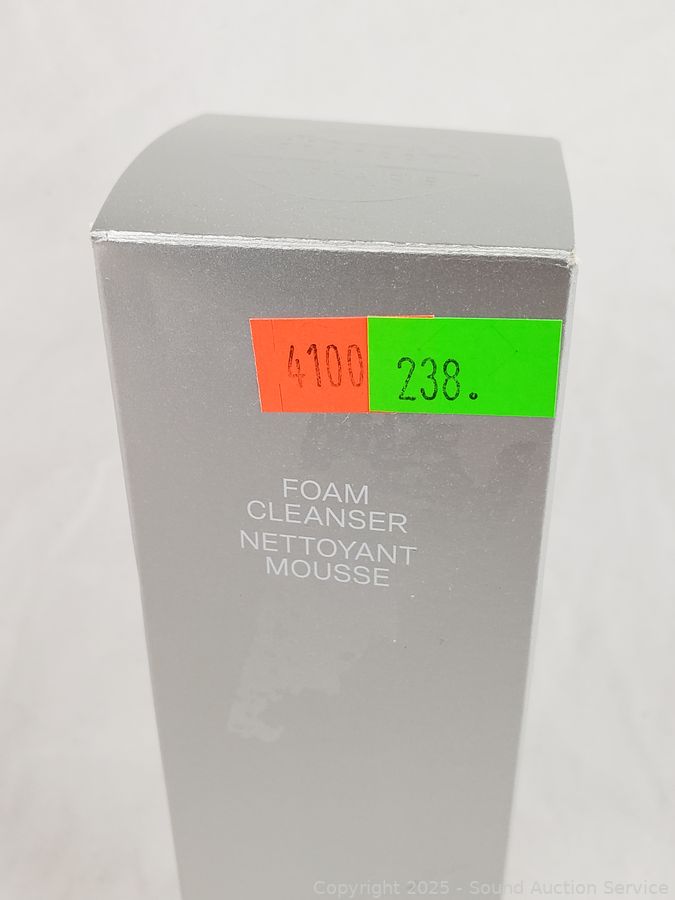 4100
238.
FOAM
CLEANSER
NETTOYANT
MOUSSE
Copyright 2025 - Sound Auction Service